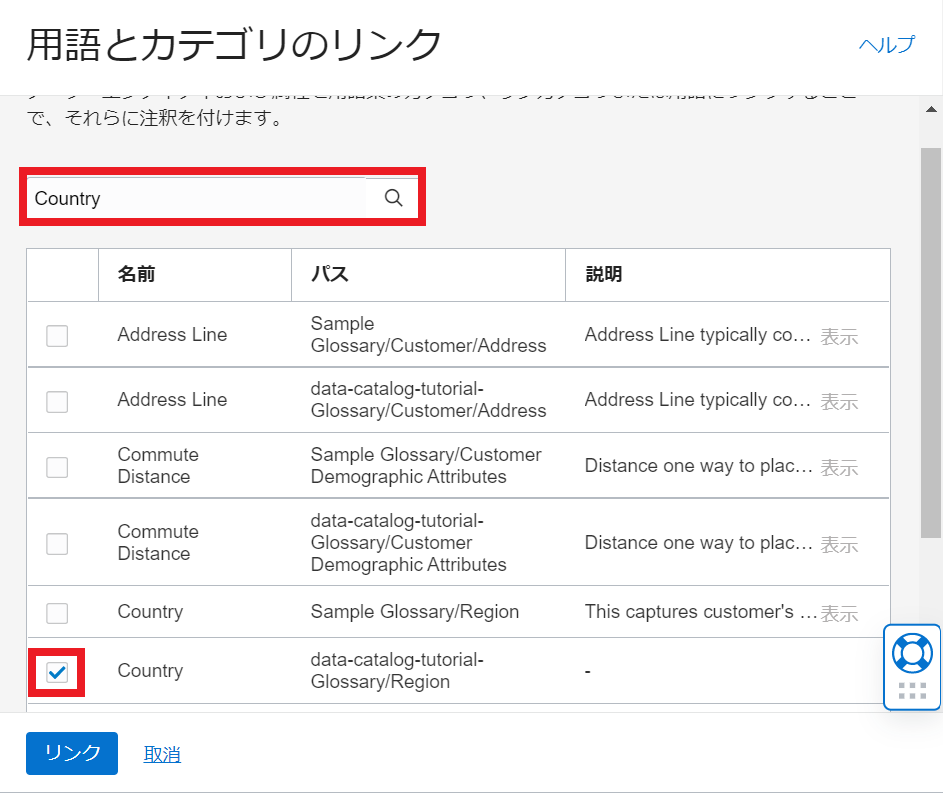 用語とカテゴリのリンク
ヘルプ
で、それらに注釈を付けます。
Country
名前 パス 説明
Address Line
Sample
Glossary/Customer/Address
Address Line typically co… 表示
Address Line
data-catalog-tutorial-
Glossary/Customer/Address
Address Line typically co… 表示
Commute
Distance
Sample Glossary/Customer
Demographic Attributes
Distance one way to plac… 表示
Commute
Distance
data-catalog-tutorial-
Glossary/Customer
Demographic Attributes
Distance one way to plac… 表示
Country
Sample Glossary/Region
This captures customer's … 表示
Country
data-catalog-tutorial-
Glossary/Region
-
リンク
取消